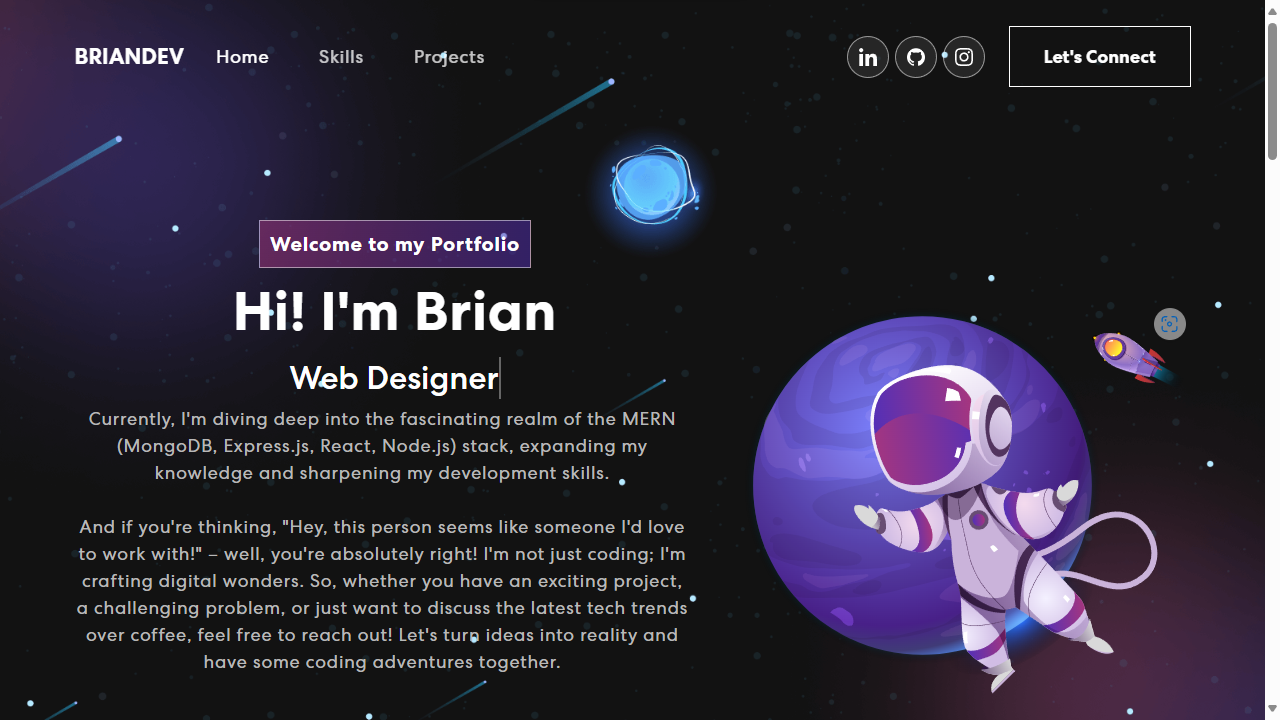 BRIANDEV Home Skills Projects Let's Connect
Welcome to my Portfolio
Hi! I'm Brian
Web Designer
Currently, I'm diving deep into the fascinating realm of the MERN
(MongoDB, Express.js, React, Node.js) stack, expanding my
knowledge and sharpening my development skills.
And if you're thinking, "Hey, this person seems like someone I'd love
to work with!" – well, you're absolutely right! I'm not just coding; I'm
crafting digital wonders. So, whether you have an exciting project,
a challenging problem, or just want to discuss the latest tech trends
over coffee, feel free to reach out! Let's turn ideas into reality and
have some coding adventures together.